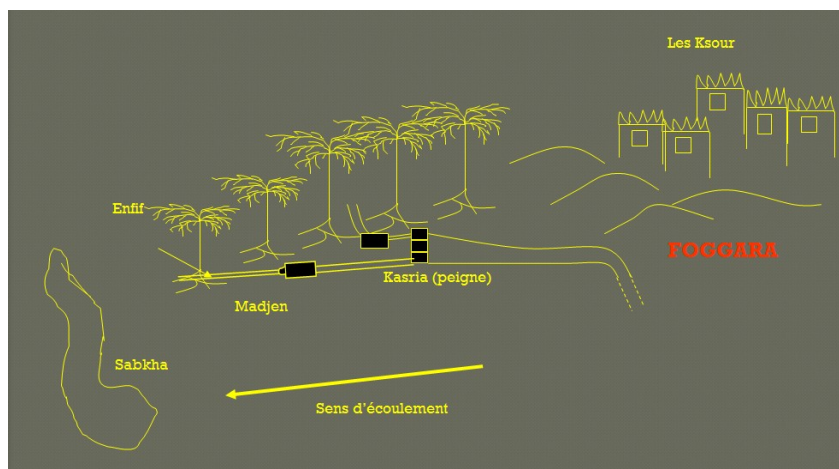 Les Ksour
Enfif
FOGGARA
Kasria (peigne)
Madjen
Sabkha
Sens d'écoulement